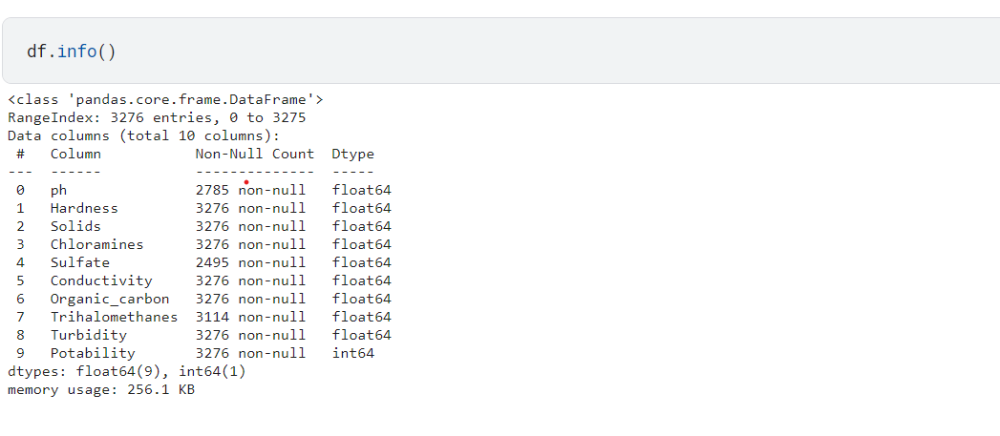 df.info()
<class 'pandas.core.frame.DataFrame'>
RangeIndex: 3276 entries, 0 to 3275
Data columns (total 10 columns):
 #   Column           Non-Null Count  Dtype
---  ------           --------------  -----
 0   ph               2785 non-null   float64
 1   Hardness         3276 non-null   float64
 2   Solids           3276 non-null   float64
 3   Chloramines      3276 non-null   float64
 4   Sulfate          2495 non-null   float64
 5   Conductivity     3276 non-null   float64
 6   Organic_carbon   3276 non-null   float64
 7   Trihalomethanes  3114 non-null   float64
 8   Turbidity        3276 non-null   float64
 9   Potability       3276 non-null   int64
dtypes: float64(9), int64(1)
memory usage: 256.1 KB